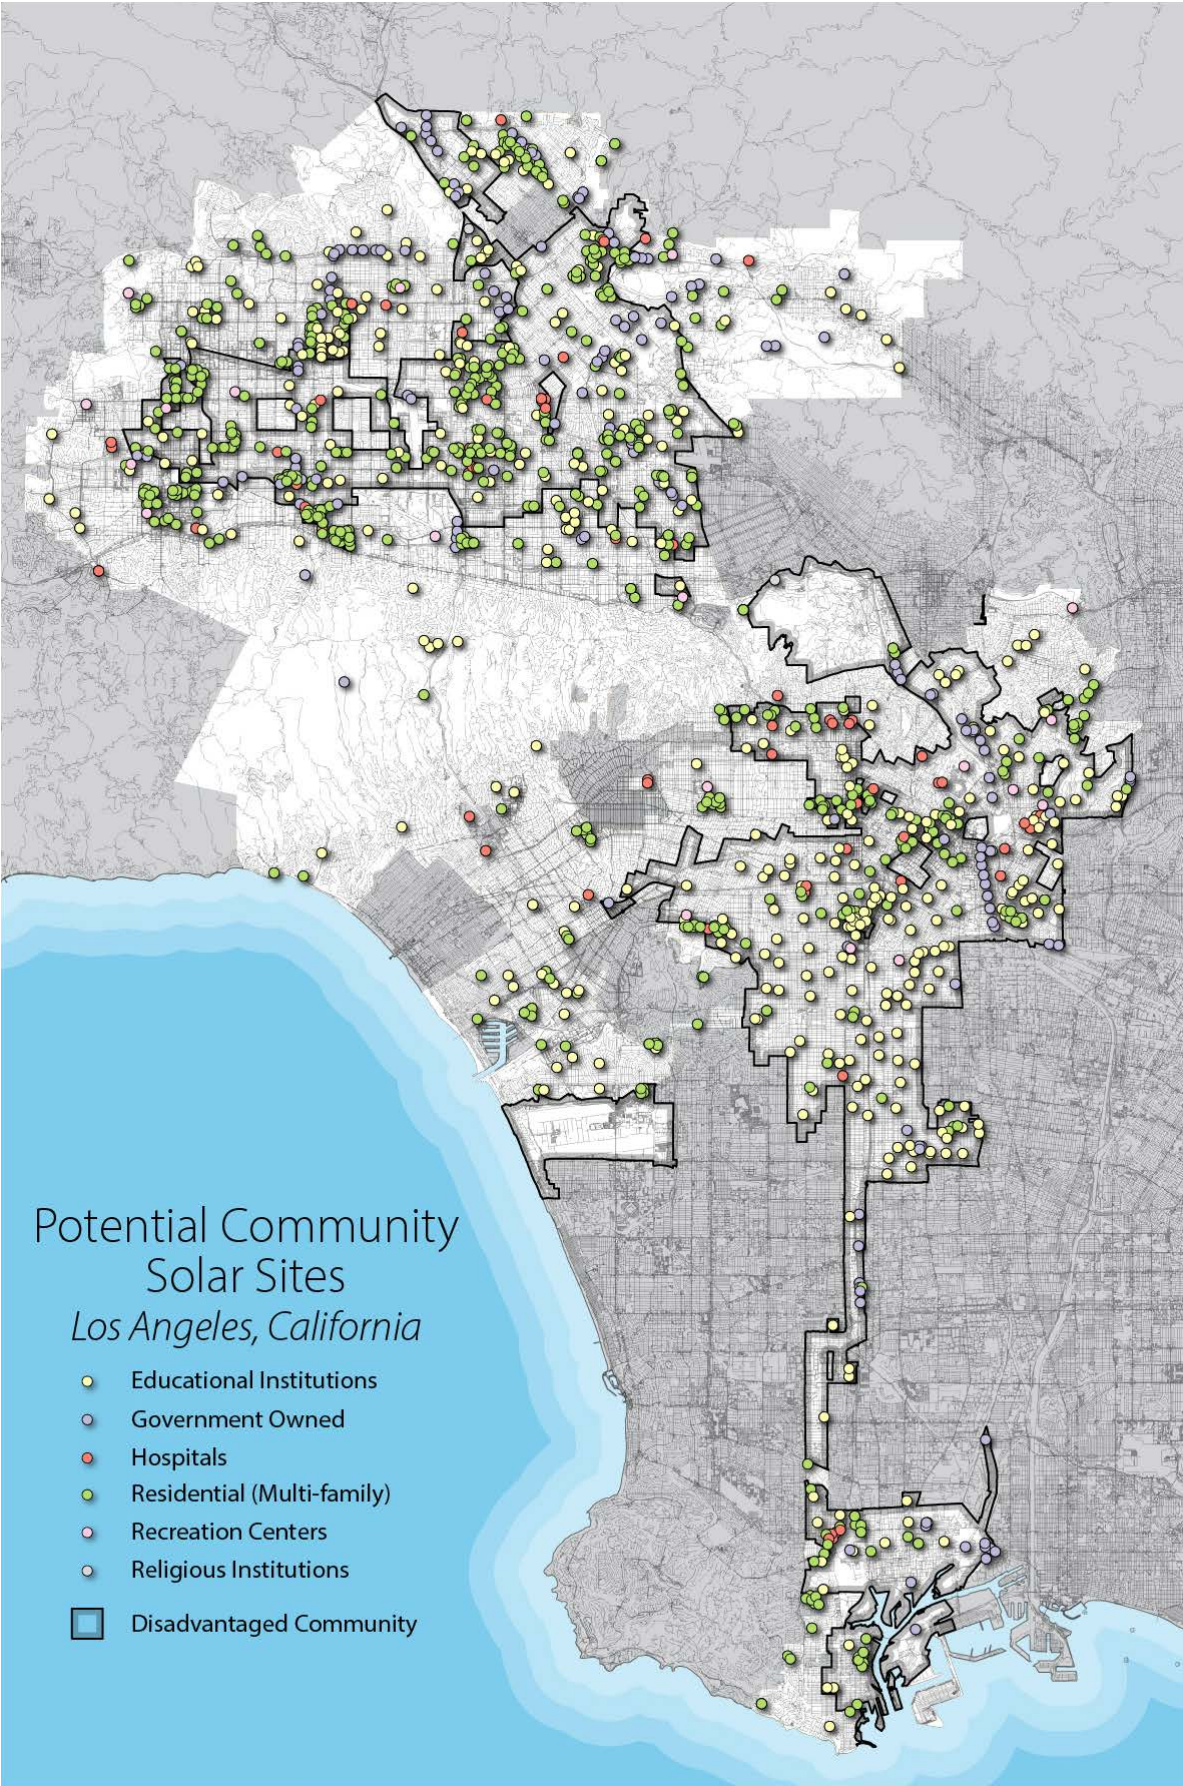 Potential Community
Solar Sites
Los Angeles, California
Educational Institutions
Government Owned
Hospitals
Residential (Multi-family)
Recreation Centers
Religious Institutions
Disadvantaged Community